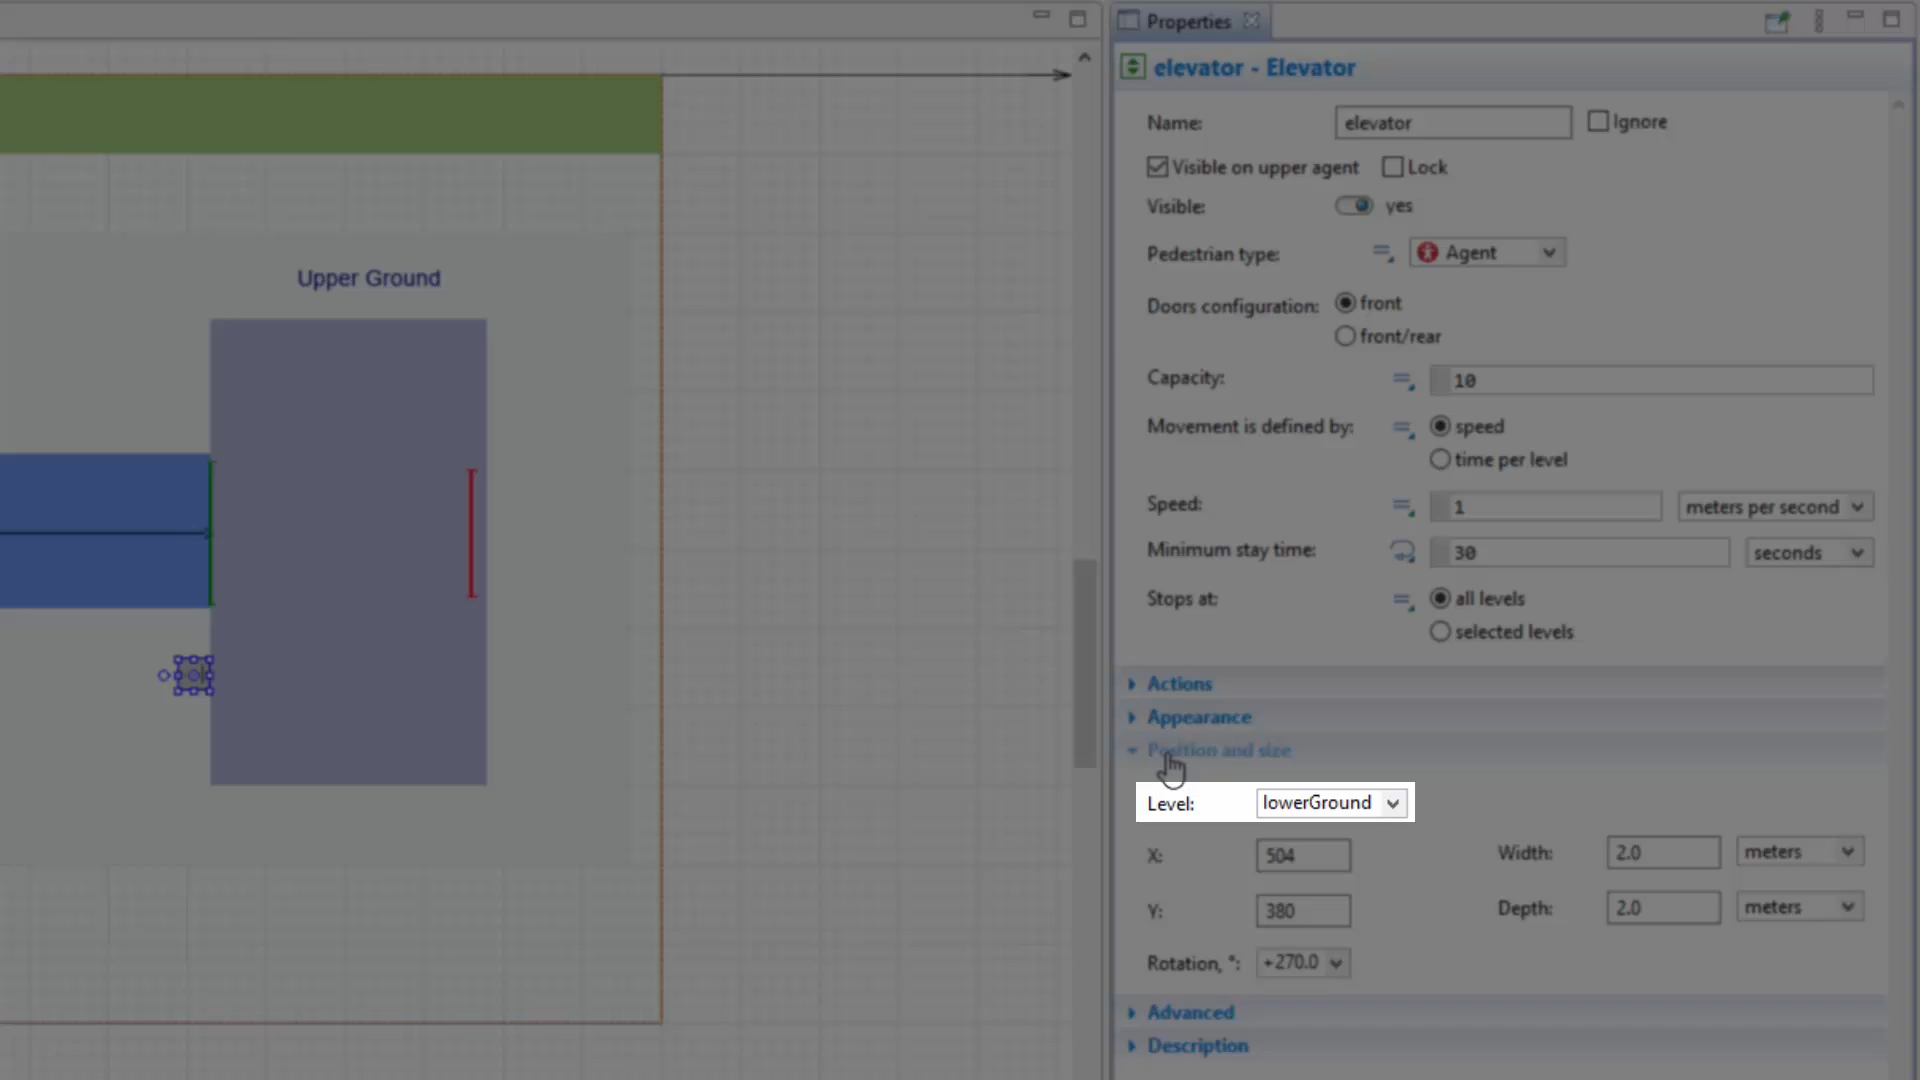 Properties
elevator - Elevator
Name: elevator Ignore
Visible on upper agent Lock
Visible: yes
Pedestrian type: Agent
Doors configuration: front
front/rear
Capacity: 10
Movement is defined by: speed
time per level
Speed: 1 meters per second
Minimum stay time: 30 seconds
Stops at: all levels
selected levels
Actions
Appearance
Position and size
Level: lowerGround
X: 504 Width: 2.0 meters
Y: 380 Depth: 2.0 meters
Rotation, °: +270.0
Advanced
Description
Upper Ground